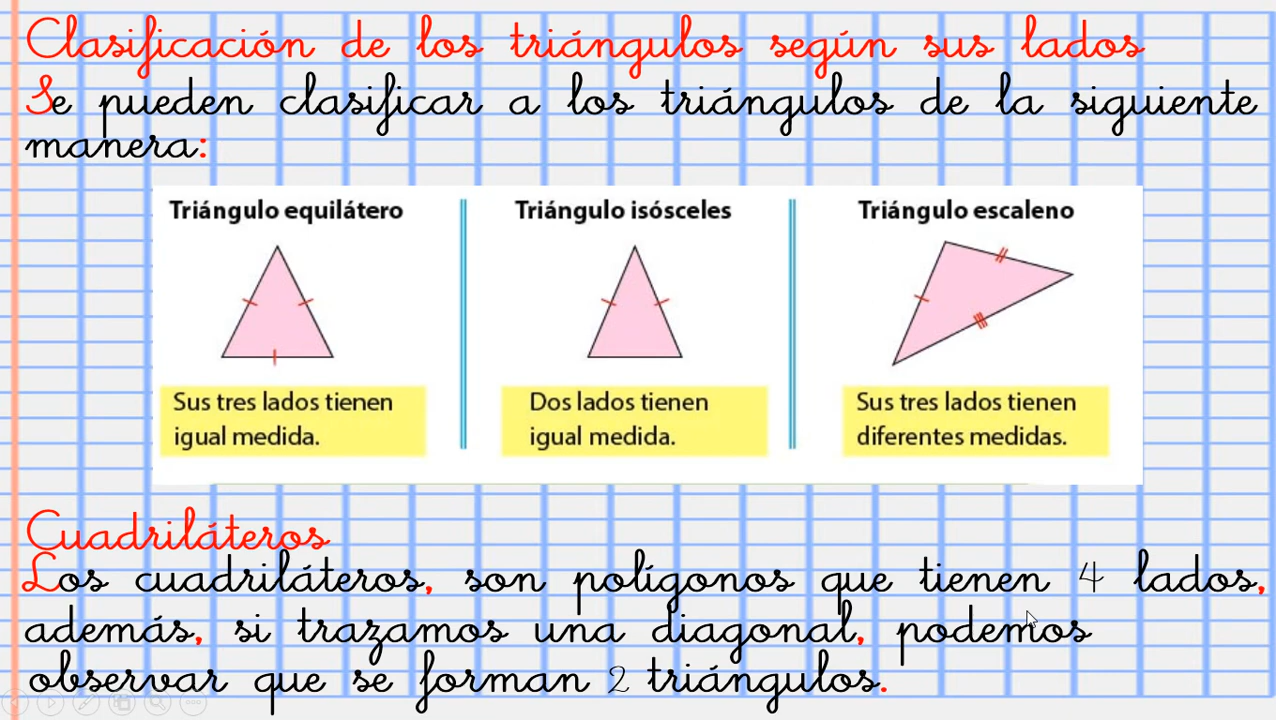 Clasificación de los triángulos según sus lados
Se pueden clasificar a los triángulos de la siguiente
manera:
Triángulo equilátero
Triángulo isósceles
Triángulo escaleno
Sus tres lados tienen
igual medida.
Dos lados tienen
igual medida.
Sus tres lados tienen
diferentes medidas.
Cuadriláteros
Los cuadriláteros, son polígonos que tienen 4 lados,
además, si trazamos una diagonal, podemos
observar que se forman 2 triángulos.